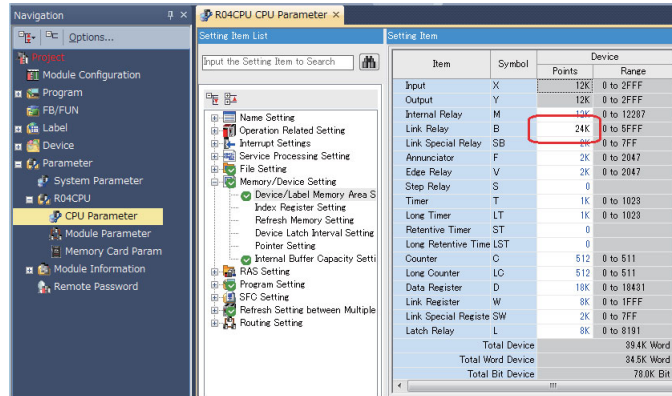 Navigation
Options...
Project
Module Configuration
Program
FB/FUN
Label
Device
Parameter
System Parameter
R04CPU
CPU Parameter
Module Parameter
Memory Card Param
Module Information
Remote Password
R04CPU CPU Parameter
Setting Item List
Input the Setting Item to Search
Name Setting
Operation Related Setting
Interrupt Settings
Service Processing Setting
File Setting
Memory/Device Setting
Device/Label Memory Area S
Index Register Setting
Refresh Memory Setting
Device Latch Interval Setting
Pointer Setting
Internal Buffer Capacity Setti
RAS Setting
Program Setting
SFC Setting
Refresh Setting between Multiple
Routing Setting
Setting Item
Item Symbol Device
Points Range
Input X 12K 0 to 2FFF
Output Y 12K 0 to 2FFF
Internal Relay M 12K 0 to 12287
Link Relay B 24K 0 to 5FFF
Link Special Relay SB 2K 0 to 7FF
Annunciator F 2K 0 to 2047
Edge Relay V 2K 0 to 2047
Step Relay S 0
Timer T 1K 0 to 1023
Long Timer LT 1K 0 to 1023
Retentive Timer ST 0
Long Retentive Time LST 0
Counter C 512 0 to 511
Long Counter LC 512 0 to 511
Data Register D 18K 0 to 18431
Link Register W 8K 0 to 1FFF
Link Special Registe SW 2K 0 to 7FF
Latch Relay L 8K 0 to 8191
Total Device 39.4K Word
Total Word Device 34.5K Word
Total Bit Device 78.0K Bit